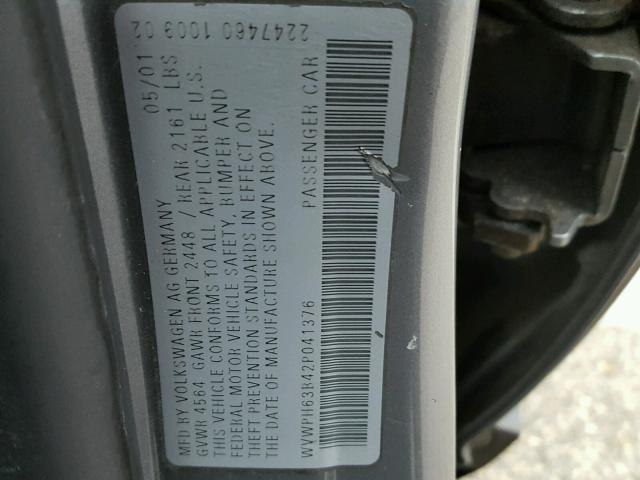 2247460 1009 02
MFD BY VOLKSWAGEN AG GERMANY 05/01
GVWR 4564 GAWR FRONT 2448 / REAR 2161 LBS
THIS VEHICLE CONFORMS TO ALL APPLICABLE U.S.
FEDERAL MOTOR VEHICLE SAFETY, BUMPER AND
THEFT PREVENTION STANDARDS IN EFFECT ON
THE DATE OF MANUFACTURE SHOWN ABOVE.
WVWPH63B42P041376 PASSENGER CAR